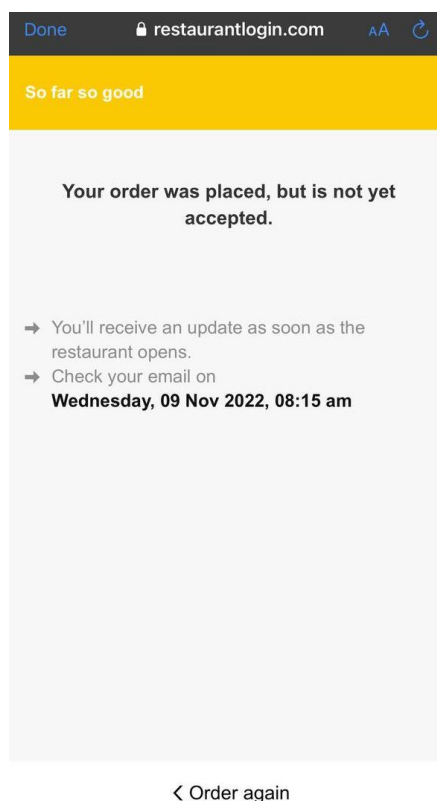 Done restaurantlogin.com AA
So far so good
Your order was placed, but is not yet
accepted.
➞ You'll receive an update as soon as the
restaurant opens.
➞ Check your email on
Wednesday, 09 Nov 2022, 08:15 am
< Order again